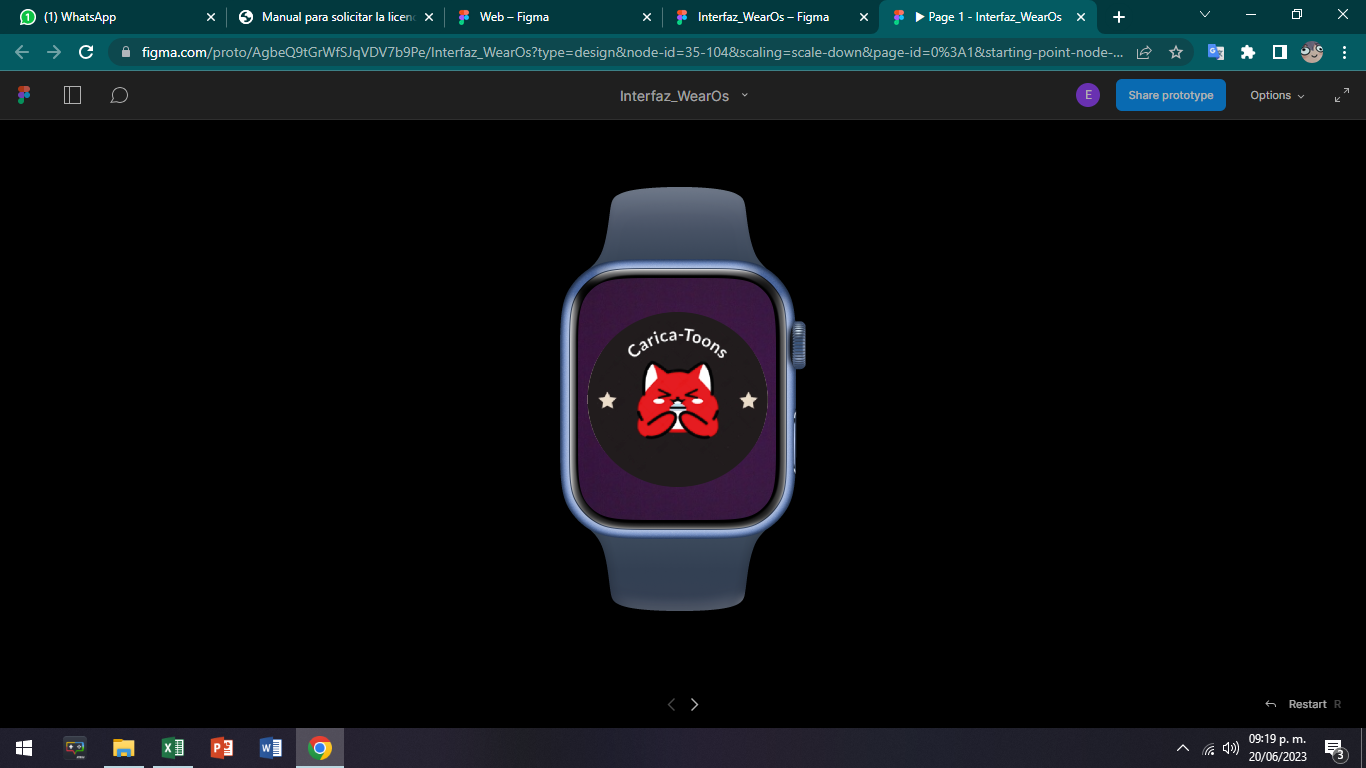 (1) WhatsApp
Manual para solicitar la licenc
Web – Figma
Interfaz_WearOs – Figma
Page 1 - Interfaz_WearOs
figma.com/proto/AgbeQ9tGrWfSJqVDV7b9Pe/Interfaz_WearOs?type=design&node-id=35-104&scaling=scale-down&page-id=0%3A1&starting-point-node-...
Interfaz_WearOs
E
Share prototype
Options
Carica-Toons
Restart R
09:19 p. m.
20/06/2023
3